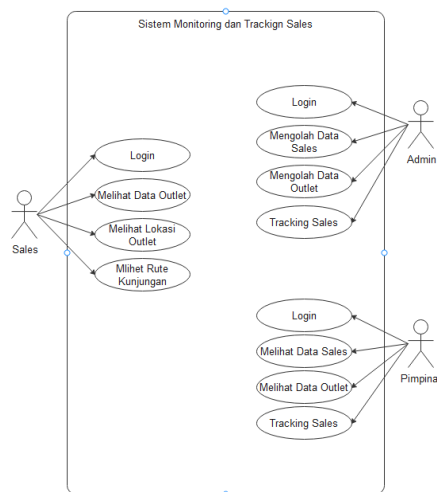 Sistem Monitoring dan Trackign Sales
Login
Mengolah Data
Sales
Mengolah Data
Outlet
Tracking Sales
Admin
Login
Melihat Data Outlet
Melihat Lokasi
Outlet
Mlihet Rute
Kunjungan
Sales
Login
Melihat Data Sales
Melihat Data Outlet
Tracking Sales
Pimpina